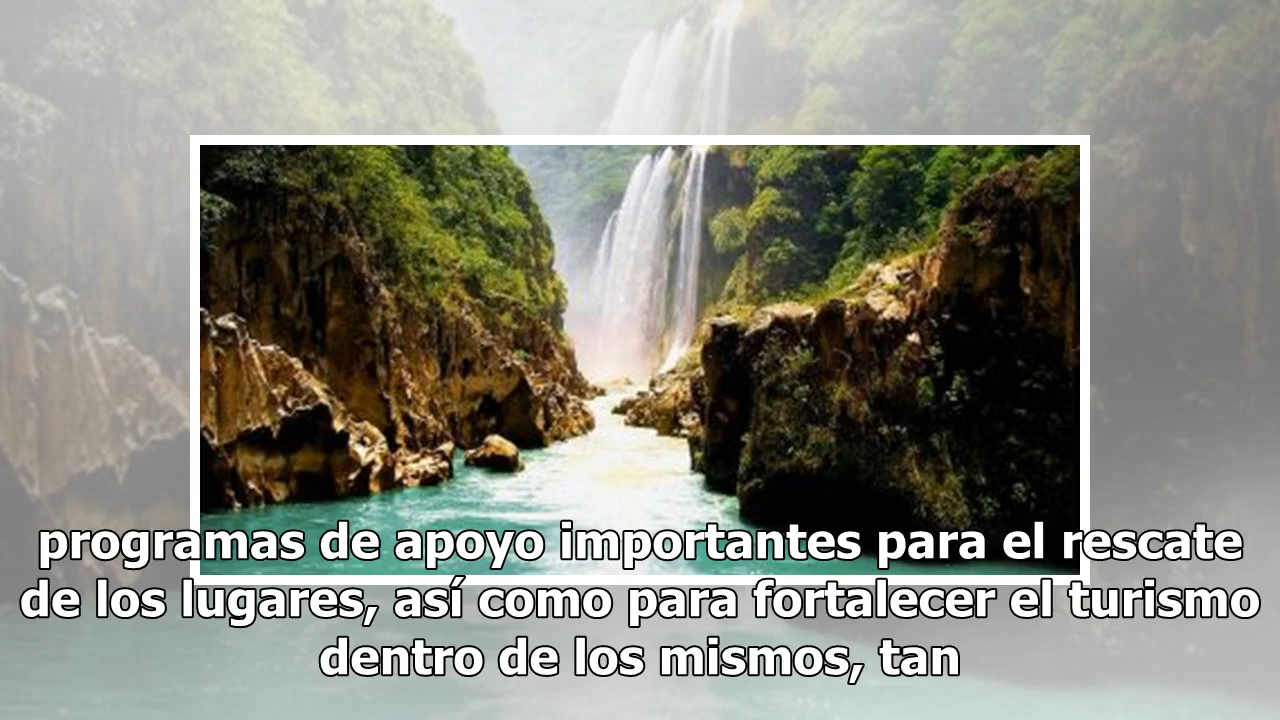 programas de apoyo importantes para el rescate
de los lugares, así como para fortalecer el turismo
dentro de los mismos, tan